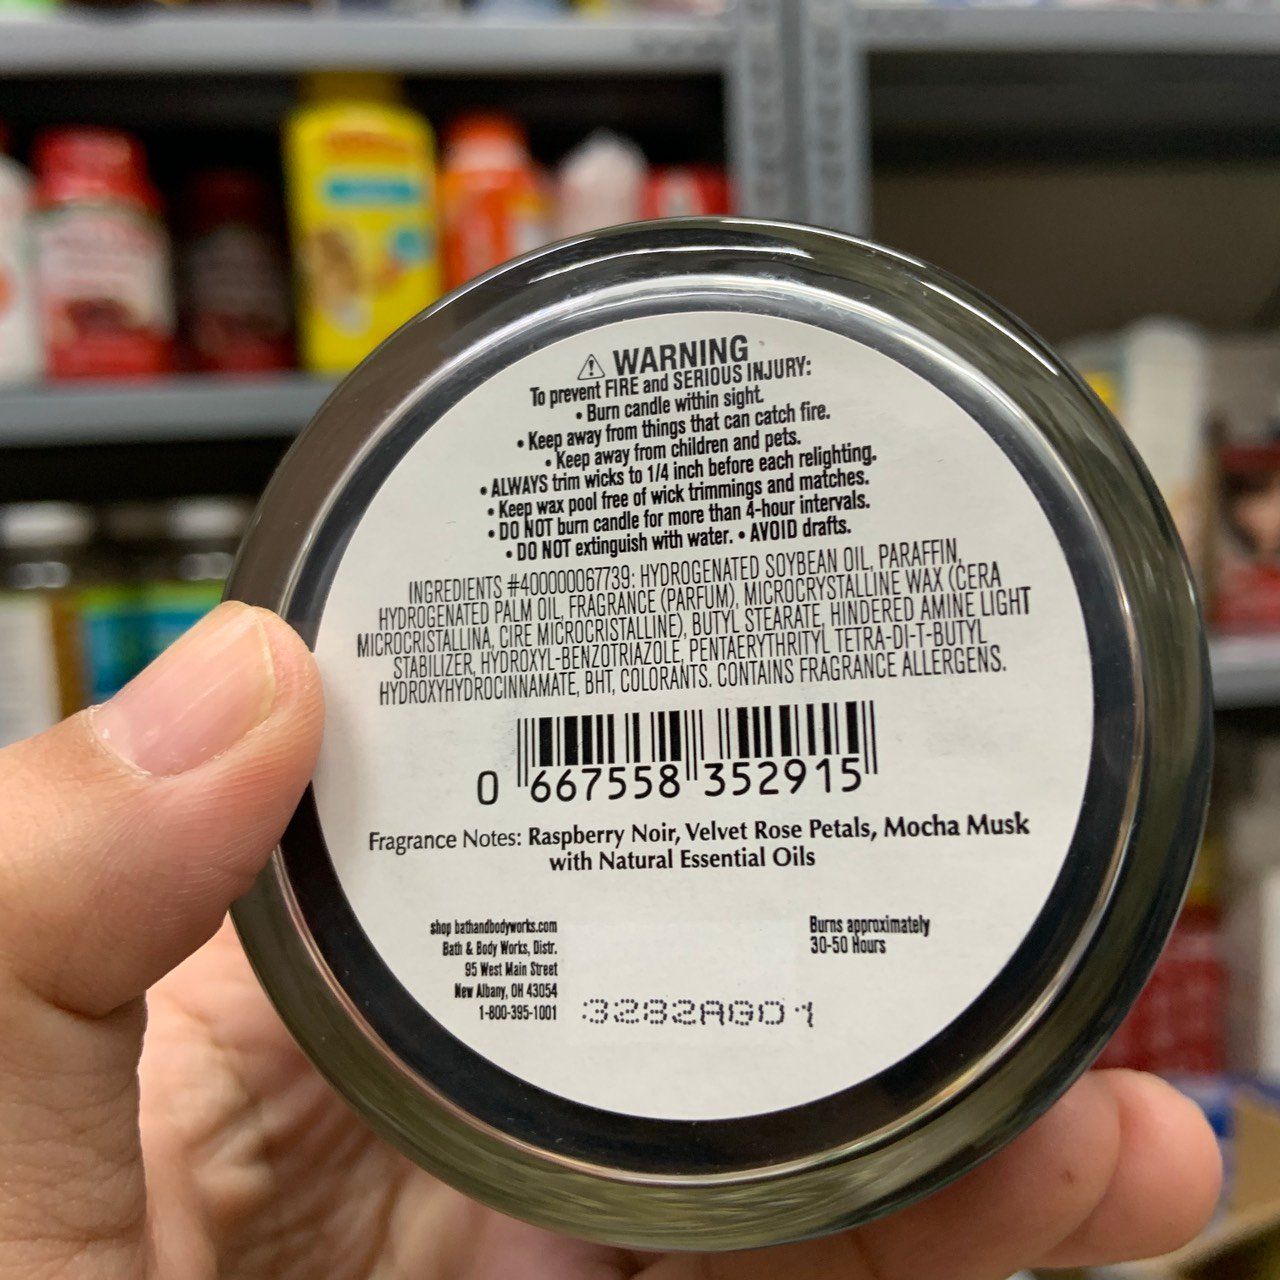 ⚠ WARNING
To prevent FIRE and SERIOUS INJURY:
• Burn candle within sight.
• Keep away from things that can catch fire.
• Keep away from children and pets.
• ALWAYS trim wicks to 1/4 inch before each relighting.
• Keep wax pool free of wick trimmings and matches.
• DO NOT burn candle for more than 4-hour intervals.
• DO NOT extinguish with water. • AVOID drafts.
INGREDIENTS #400000067739: HYDROGENATED SOYBEAN OIL, PARAFFIN,
HYDROGENATED PALM OIL, FRAGRANCE (PARFUM), MICROCRYSTALLINE WAX (CERA
MICROCRISTALLINA, CIRE MICROCRISTALLINE), BUTYL STEARATE, HINDERED AMINE LIGHT
STABILIZER, HYDROXYL-BENZOTRIAZOLE, PENTAERYTHRITYL TETRA-DI-T-BUTYL
HYDROXYHYDROCINNAMATE, BHT, COLORANTS. CONTAINS FRAGRANCE ALLERGENS.
0 667558 352915
Fragrance Notes: Raspberry Noir, Velvet Rose Petals, Mocha Musk
with Natural Essential Oils
shop bathandbodyworks.com
Bath & Body Works, Distr.
95 West Main Street
New Albany, OH 43054
1-800-395-1001
Burns approximately
30-50 Hours
3282AG01